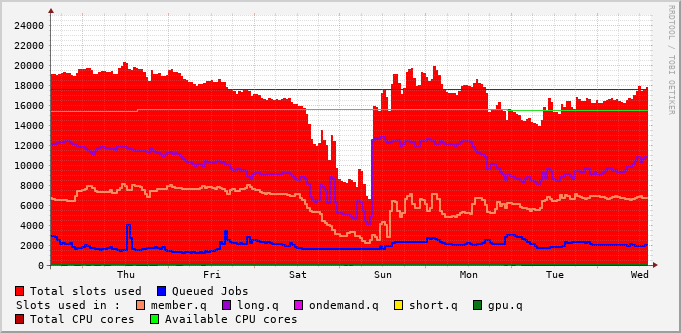 24000
22000
20000
18000
16000
14000
12000
10000
8000
6000
4000
2000
0
Thu Fri Sat Sun Mon Tue Wed
RRDTOOL / TOBI OETIKER
Total slots used Queued Jobs
Slots used in : member.q long.q ondemand.q short.q gpu.q
Total CPU cores Available CPU cores